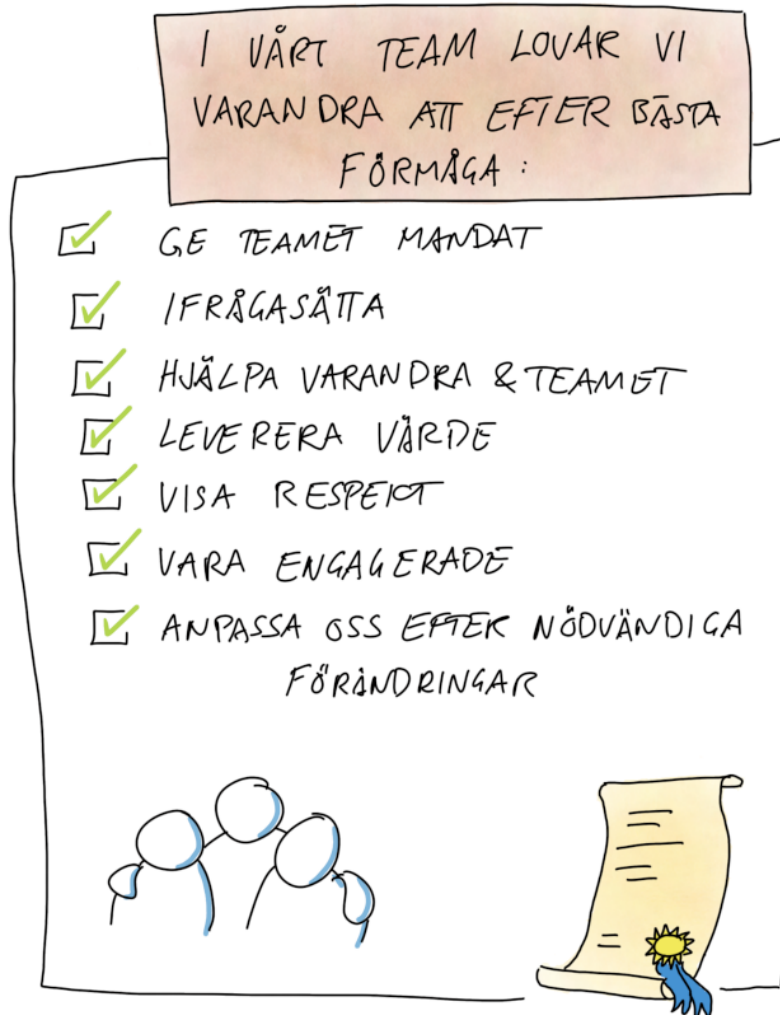 I VÅRT TEAM LOVAR VI
VARANDRA ATT EFTER BÄSTA
FÖRMÅGA:
GE TEAMET MANDAT
IFRÅGASÄTTA
HJÄLPA VARANDRA & TEAMET
LEVERERA VÄRDE
VISA RESPEKT
VARA ENGAGERADE
ANPASSA OSS EFTER NÖDVÄNDIGA
FÖRÄNDRINGAR